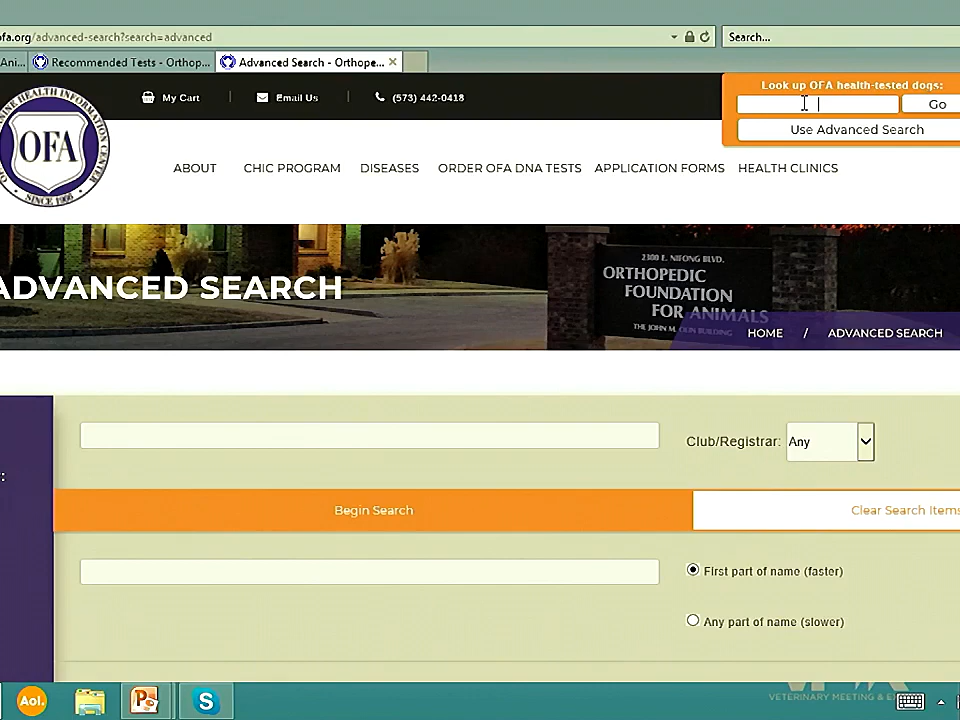 ofa.org/advanced-search?search=advanced
Search...
Ani...
Recommended Tests - Orthop...
Advanced Search - Orthope...
My Cart
Email Us
(573) 442-0418
Look up OFA health-tested dogs:
Go
Use Advanced Search
OFA
SINCE 1966
ABOUT
CHIC PROGRAM
DISEASES
ORDER OFA DNA TESTS
APPLICATION FORMS
HEALTH CLINICS
2300 E. NIFONG BLVD.
ORTHOPEDIC
FOUNDATION
FOR ANIMALS
THE JOHN M. OLIN BUILDING
ADVANCED SEARCH
HOME / ADVANCED SEARCH
Club/Registrar: Any
Begin Search
Clear Search Items
First part of name (faster)
Any part of name (slower)
Aol.
VETERINARY MEETING &